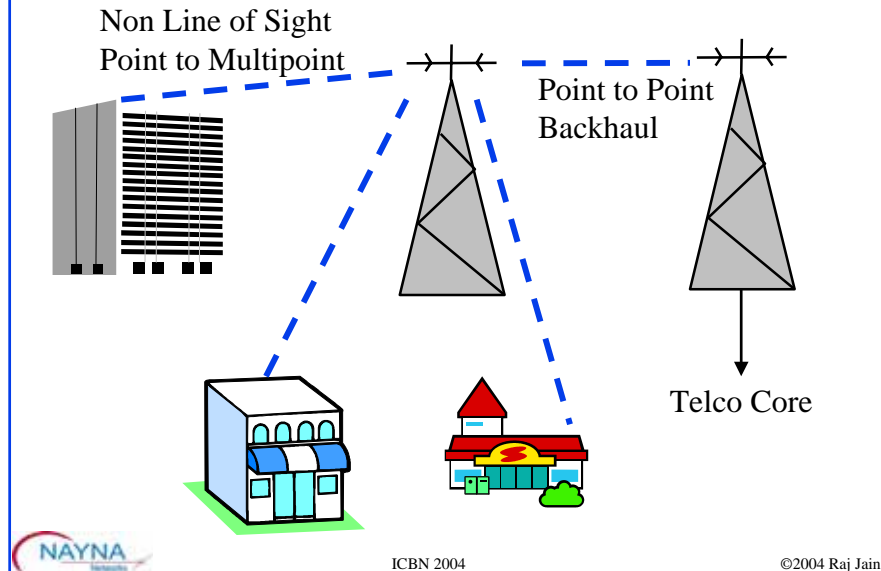 Non Line of Sight
Point to Multipoint
Point to Point
Backhaul
Telco Core
NAYNA
Networks
ICBN 2004
©2004 Raj Jain